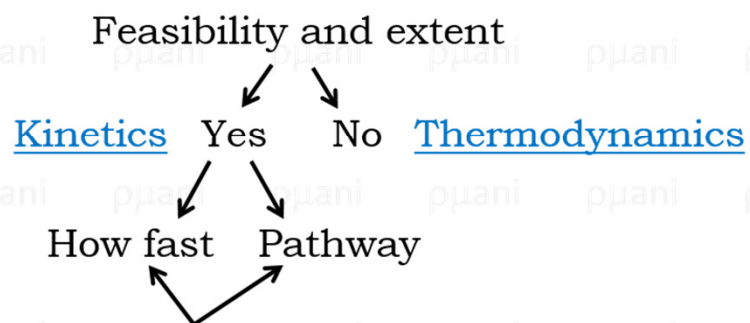 Feasibility and extent
Kinetics Yes No Thermodynamics
How fast Pathway